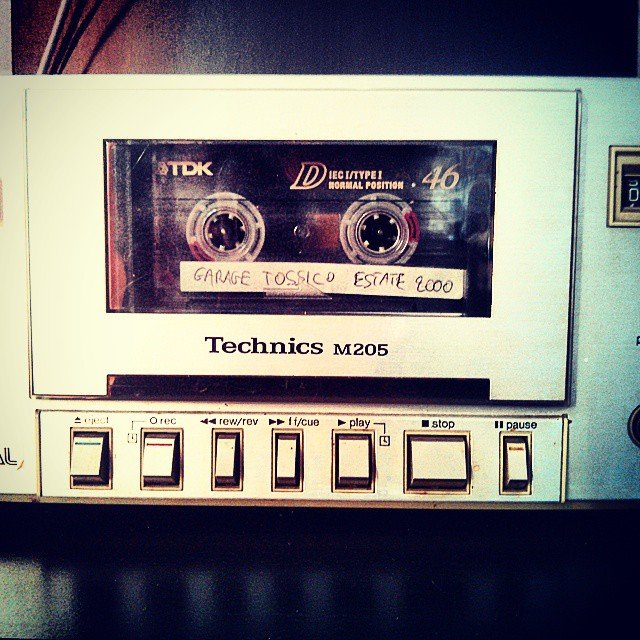 TDK
D IEC I/TYPE I
NORMAL POSITION · 46
GARAGE TOSSICO ESTATE 2000
Technics M205
⏏ eject O rec ◀◀ rew/rev ▶▶ ff/cue ▶ play ■ stop ▮▮ pause